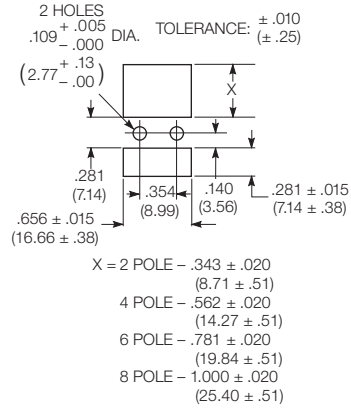 2 HOLES
.109 + .005 - .000 DIA.
(2.77 + .13 - .00)
TOLERANCE: ± .010 (± .25)
X
.281
(7.14)
.354
(8.99)
.140
(3.56)
.281 ± .015
(7.14 ± .38)
.656 ± .015
(16.66 ± .38)
X = 2 POLE – .343 ± .020
(8.71 ± .51)
4 POLE – .562 ± .020
(14.27 ± .51)
6 POLE – .781 ± .020
(19.84 ± .51)
8 POLE – 1.000 ± .020
(25.40 ± .51)